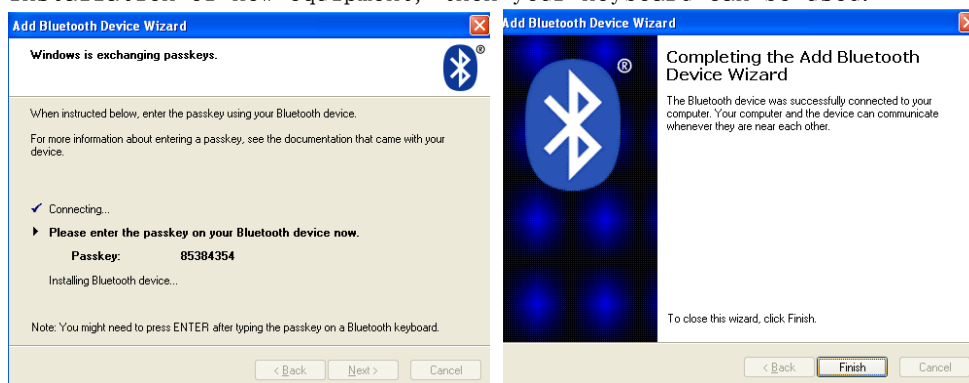 installation of new equipment, then your keyboard can be used.
Add Bluetooth Device Wizard
Windows is exchanging passkeys.
®
When instructed below, enter the passkey using your Bluetooth device.
For more information about entering a passkey, see the documentation that came with your
device.
Connecting...
Please enter the passkey on your Bluetooth device now.
Passkey: 85384354
Installing Bluetooth device...
Note: You might need to press ENTER after typing the passkey on a Bluetooth keyboard.
< Back Next > Cancel
Add Bluetooth Device Wizard
®
Completing the Add Bluetooth
Device Wizard
The Bluetooth device was successfully connected to your
computer. Your computer and the device can communicate
whenever they are near each other.
To close this wizard, click Finish.
< Back Finish Cancel